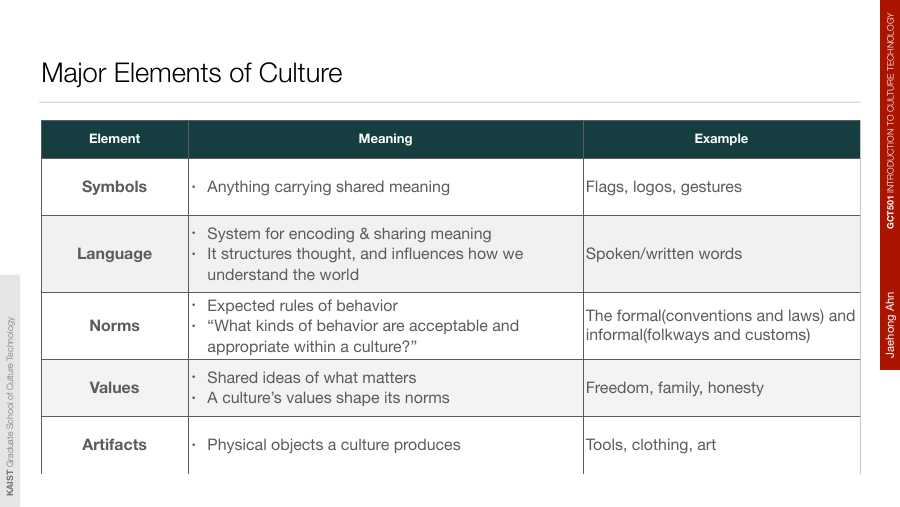 Major Elements of Culture
Element
Meaning
Example
Symbols
· Anything carrying shared meaning
Flags, logos, gestures
Language
· System for encoding & sharing meaning
· It structures thought, and influences how we
understand the world
Spoken/written words
Norms
· Expected rules of behavior
· “What kinds of behavior are acceptable and
appropriate within a culture?”
The formal(conventions and laws) and
informal(folkways and customs)
Values
· Shared ideas of what matters
· A culture’s values shape its norms
Freedom, family, honesty
Artifacts
· Physical objects a culture produces
Tools, clothing, art
GCT501 INTRODUCTION TO CULTURE TECHNOLOGY
Jaehong Ahn
KAIST Graduate School of Culture Technology